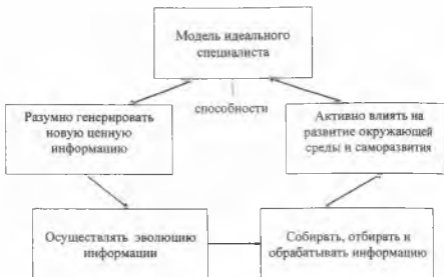 Модель идеального
специалиста
способности
Разумно генерировать
новую ценную
информацию
Активно влиять на
развитие окружающей
среды и саморазвития
Осуществлять эволюцию
информации
Собирать, отбирать и
обрабатывать информацию